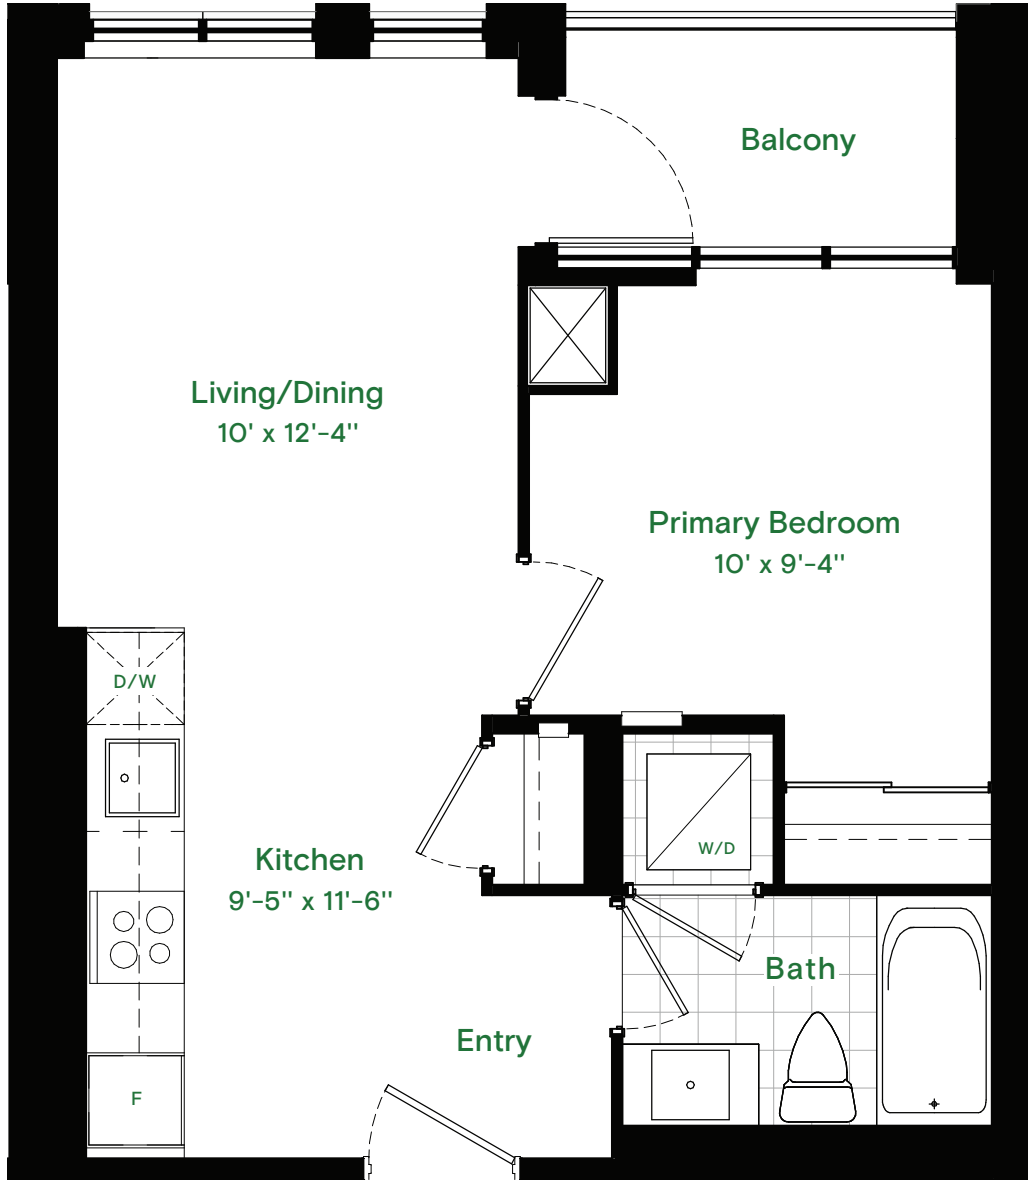 Balcony
Living/Dining
10' x 12'-4"
Primary Bedroom
10' x 9'-4"
D/W
W/D
Kitchen
9'-5" x 11'-6"
Bath
Entry
F